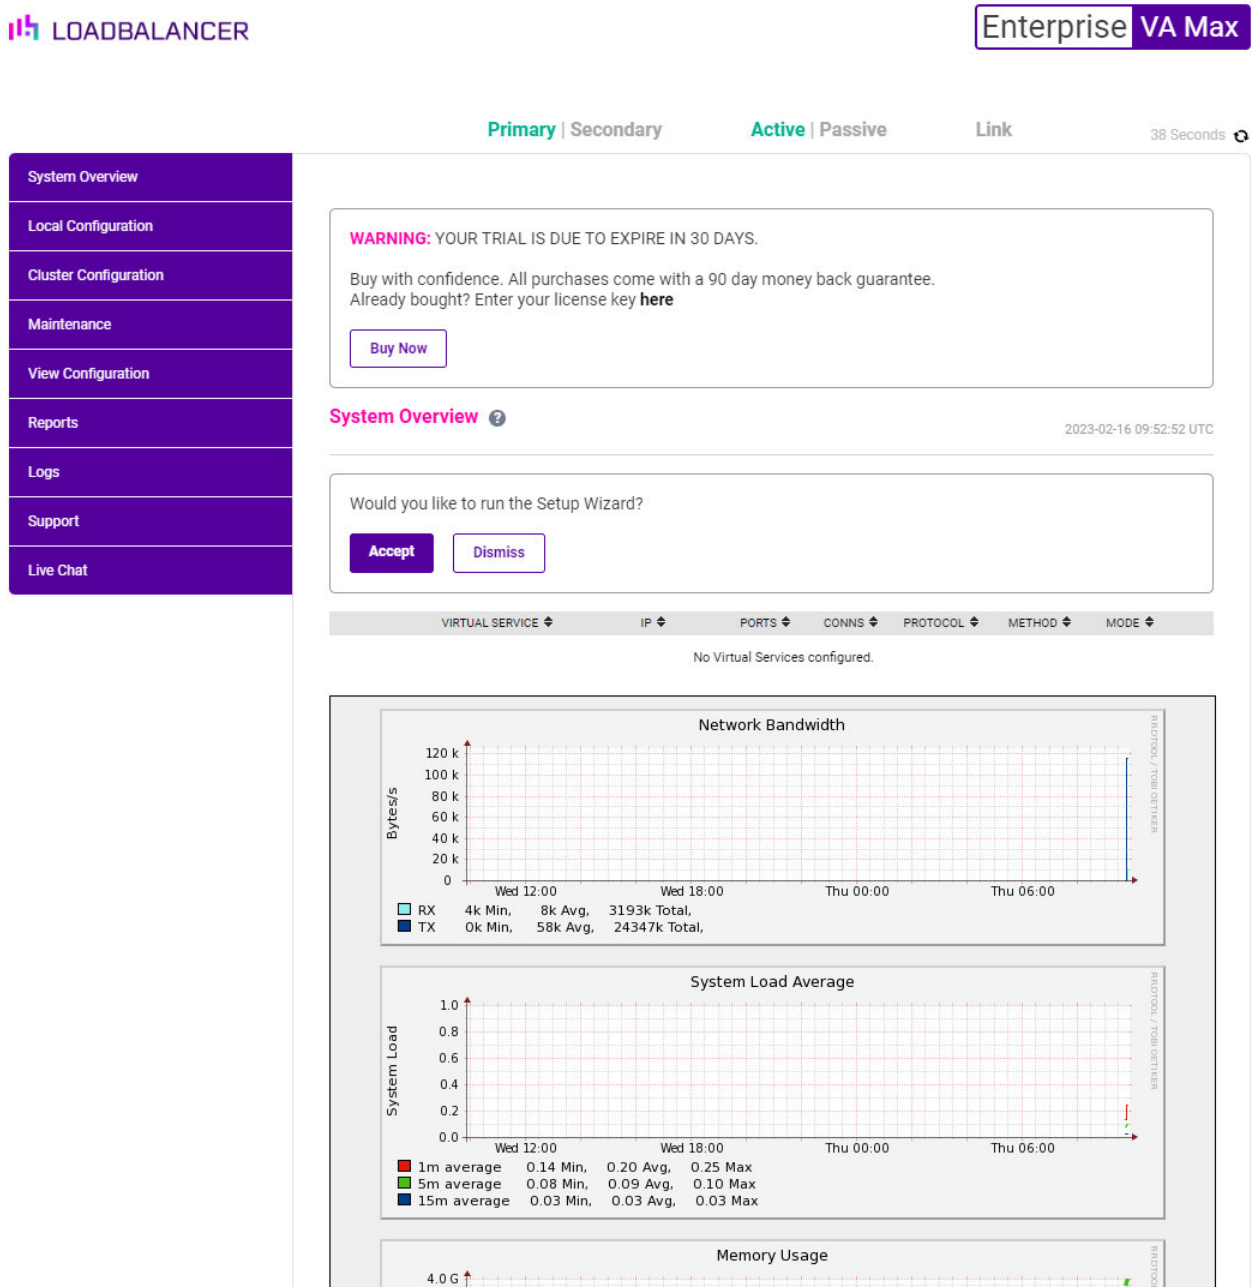 LOADBALANCER
Enterprise VA Max
Primary | Secondary Active | Passive Link 38 Seconds
System Overview
Local Configuration
Cluster Configuration
Maintenance
View Configuration
Reports
Logs
Support
Live Chat
WARNING: YOUR TRIAL IS DUE TO EXPIRE IN 30 DAYS.
Buy with confidence. All purchases come with a 90 day money back guarantee.
Already bought? Enter your license key here
Buy Now
System Overview ?
2023-02-16 09:52:52 UTC
Would you like to run the Setup Wizard?
Accept Dismiss
VIRTUAL SERVICE IP PORTS CONNS PROTOCOL METHOD MODE
No Virtual Services configured.
Network Bandwidth
RRDTOOL / TOBI OETIKER
Bytes/s
120 k
100 k
80 k
60 k
40 k
20 k
0
Wed 12:00 Wed 18:00 Thu 00:00 Thu 06:00
RX 4k Min, 8k Avg, 3193k Total,
TX 0k Min, 58k Avg, 24347k Total,
System Load Average
RRDTOOL / TOBI OETIKER
System Load
1.0
0.8
0.6
0.4
0.2
0.0
Wed 12:00 Wed 18:00 Thu 00:00 Thu 06:00
1m average 0.14 Min, 0.20 Avg, 0.25 Max
5m average 0.08 Min, 0.09 Avg, 0.10 Max
15m average 0.03 Min, 0.03 Avg, 0.03 Max
Memory Usage
RRDTOO
4.0 G